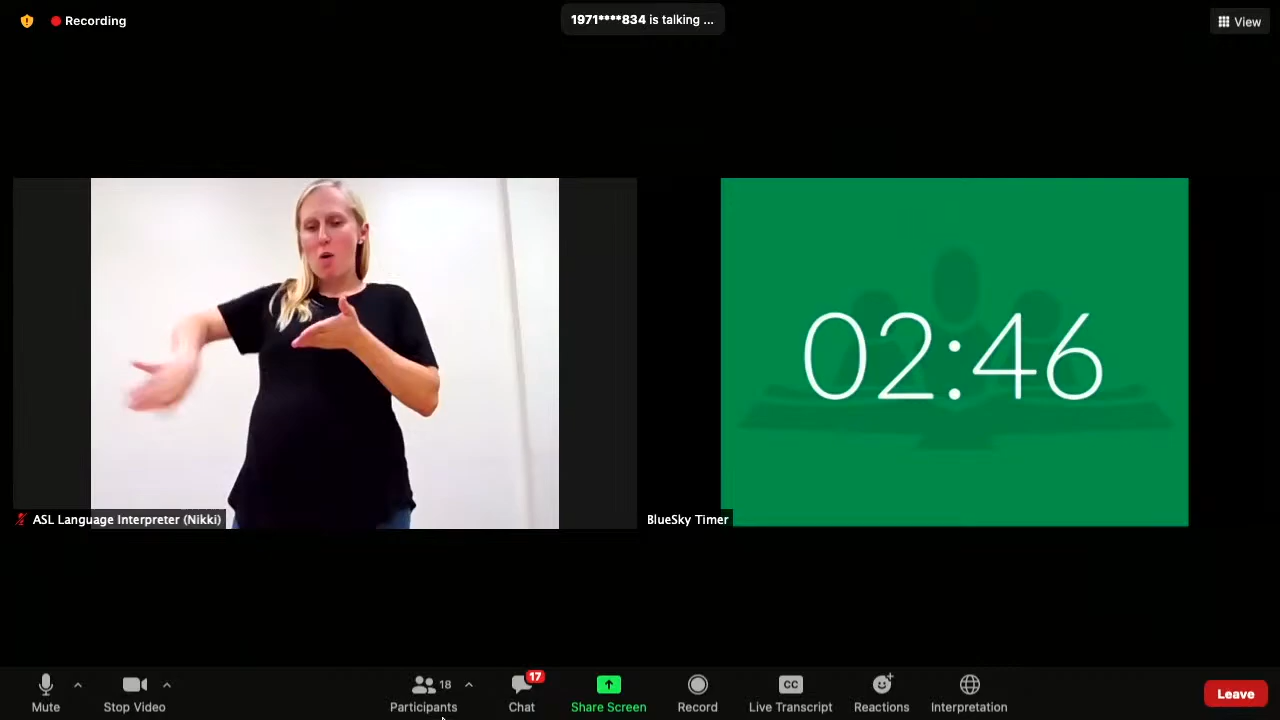 Recording
1971****834 is talking ...
View
ASL Language Interpreter (Nikki)
BlueSky Timer
02:46
18
17
CC
Mute
Stop Video
Participants
Chat
Share Screen
Record
Live Transcript
Reactions
Interpretation
Leave